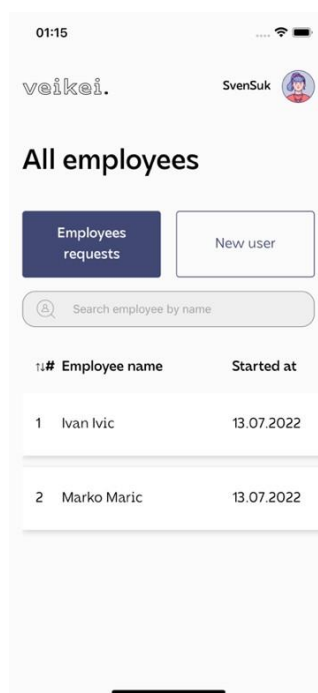 01:15
veikei.
SvenSuk
All employees
Employees
requests
New user
Search employee by name
↑↓# Employee name Started at
1 Ivan Ivic 13.07.2022
2 Marko Maric 13.07.2022